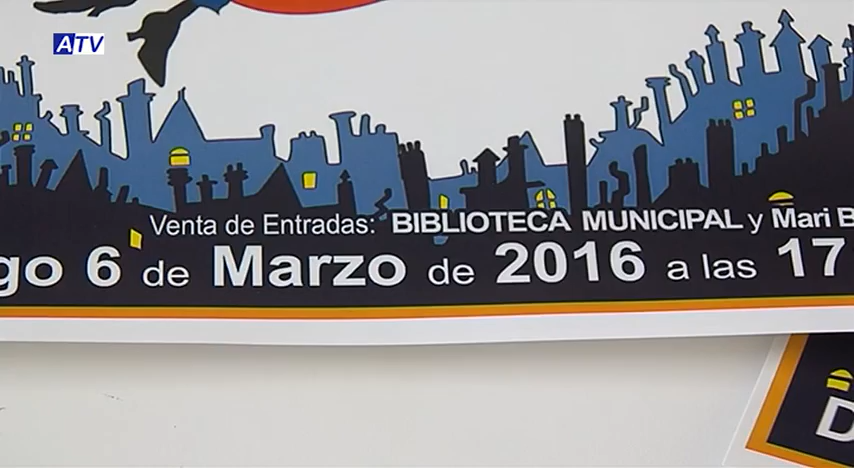 ATV
Venta de Entradas: BIBLIOTECA MUNICIPAL y Mari B
go 6 de Marzo de 2016 a las 17
D